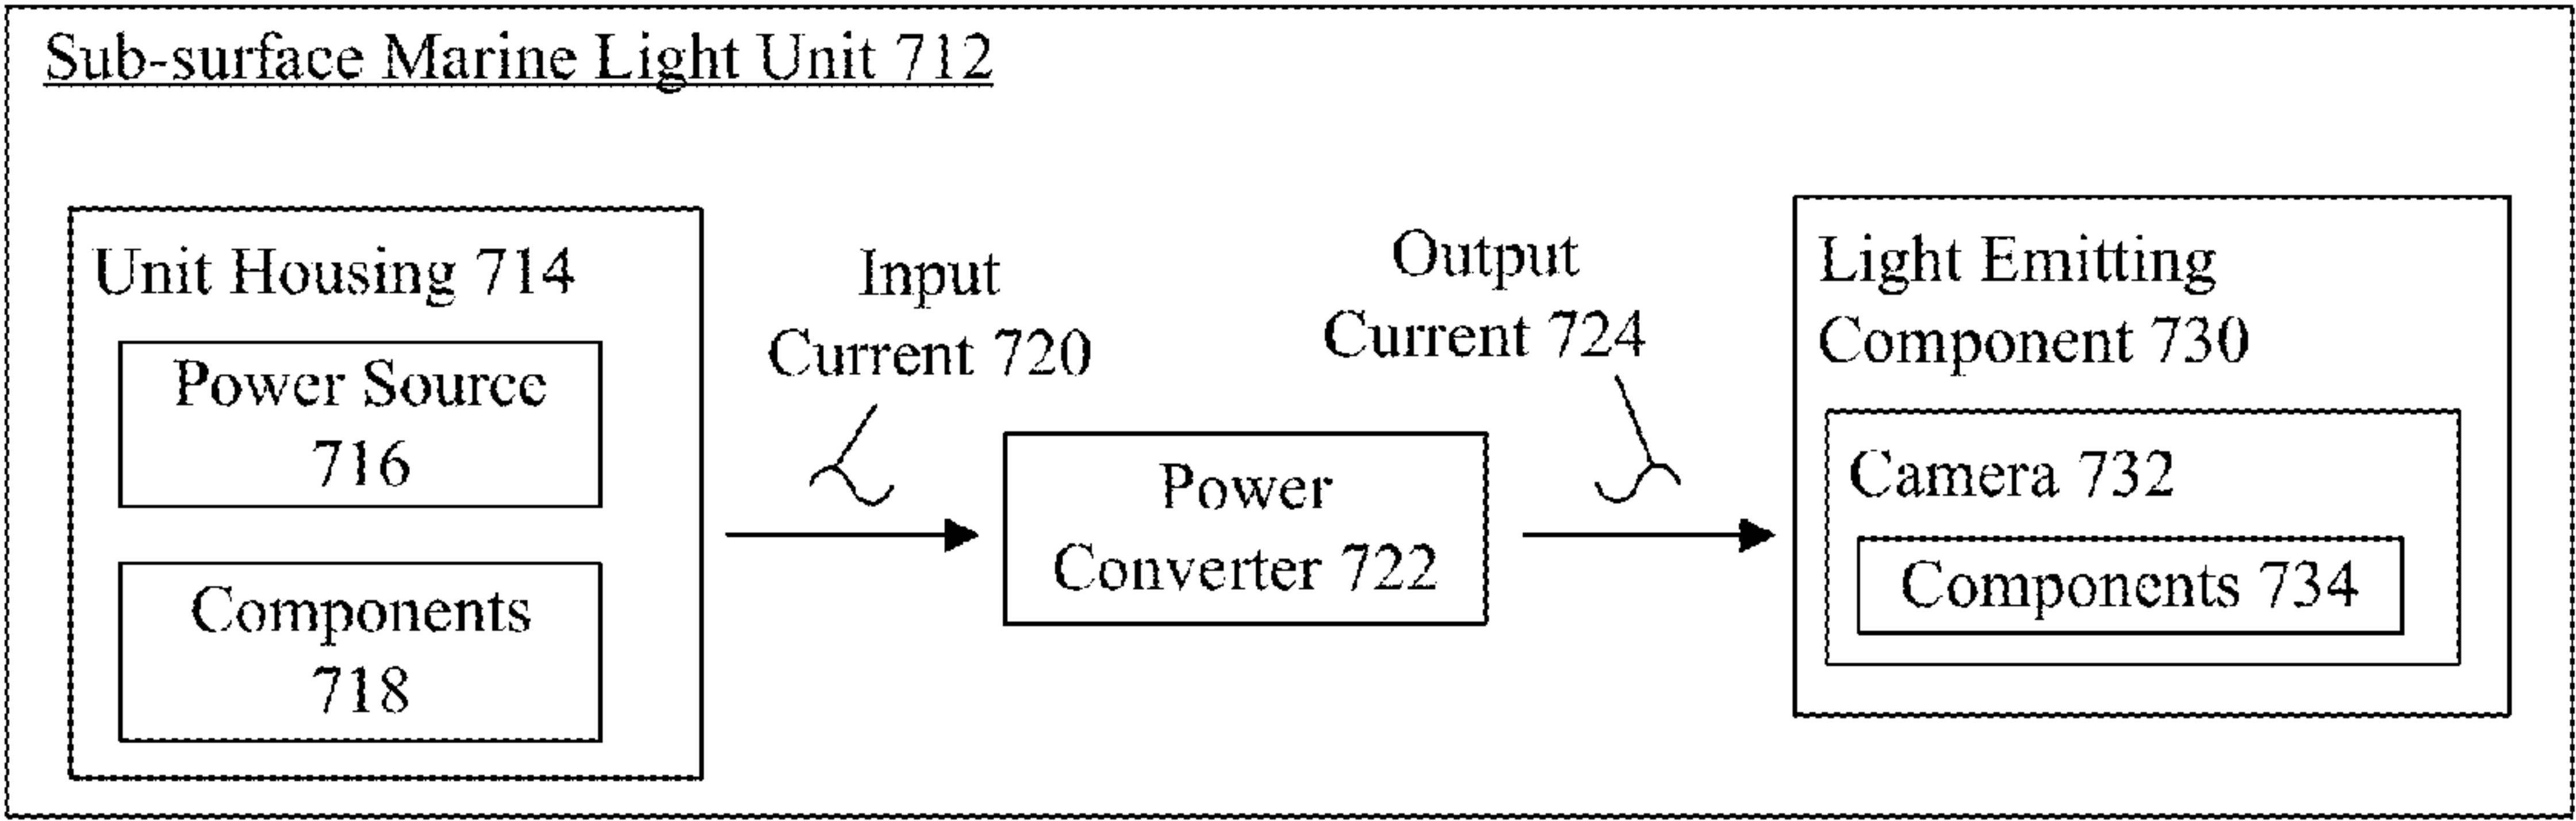 Sub-surface Marine Light Unit 712
Unit Housing 714
Power Source
716
Components
718
Input
Current 720
Power
Converter 722
Output
Current 724
Light Emitting
Component 730
Camera 732
Components 734